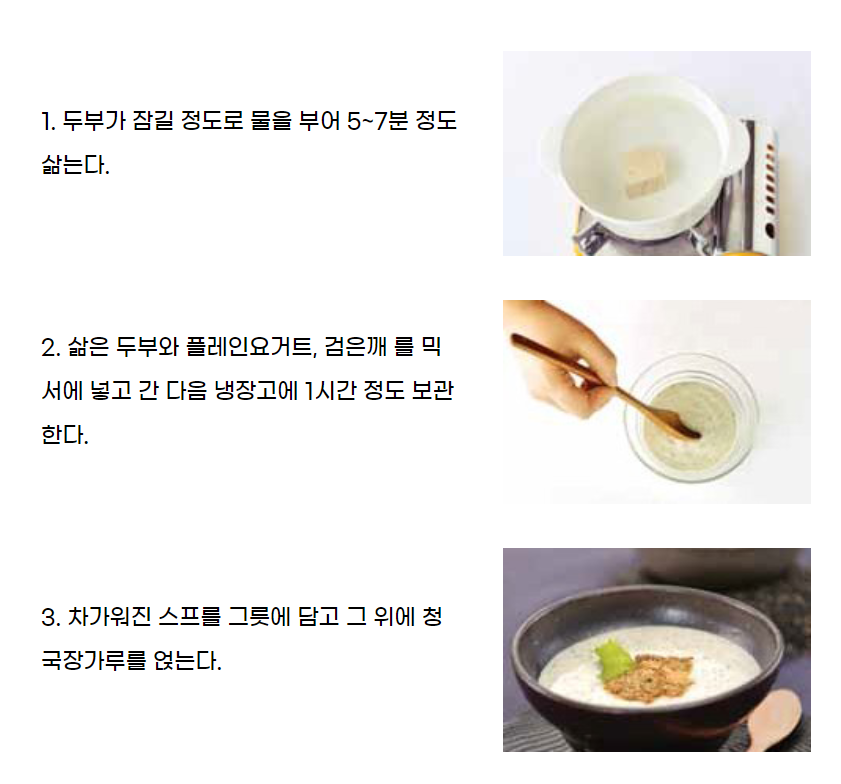 1. 두부가 잠길 정도로 물을 부어 5~7분 정도
삶는다.
2. 삶은 두부와 플레인요거트, 검은깨 를 믹
서에 넣고 간 다음 냉장고에 1시간 정도 보관
한다.
3. 차가워진 스프를 그릇에 담고 그 위에 청
국장가루를 얹는다.